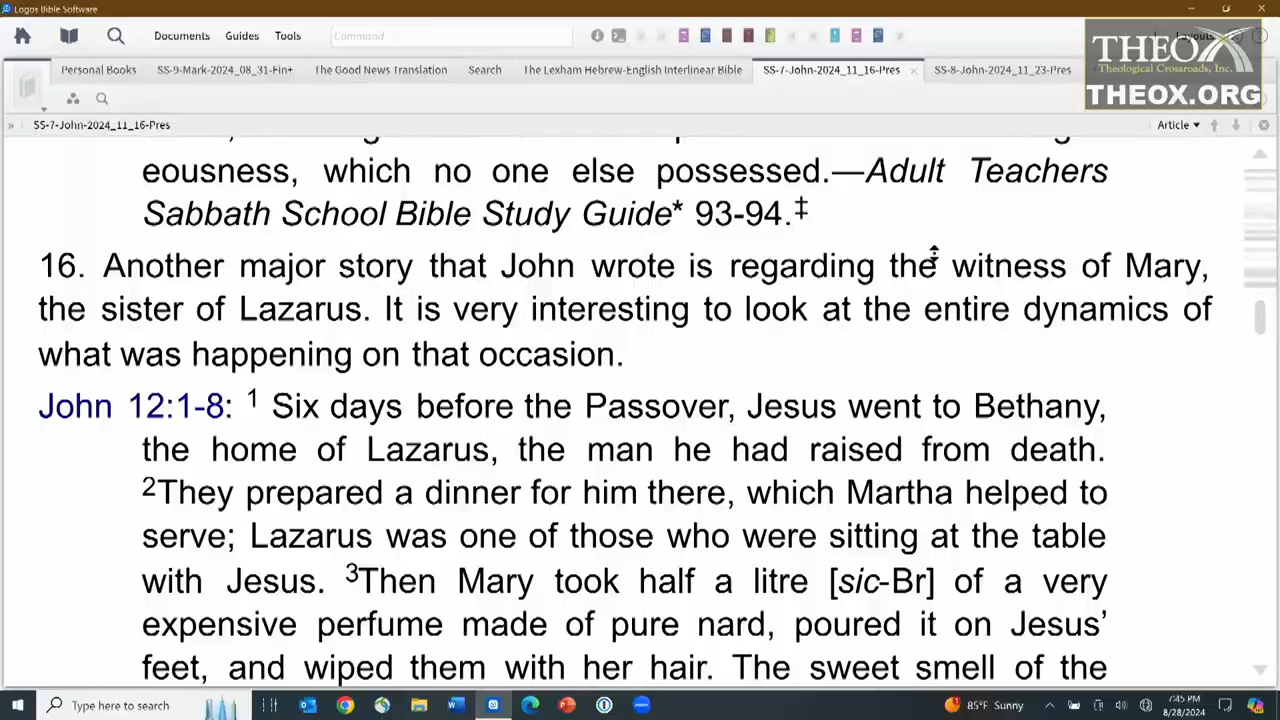 Logos Bible Software
Documents Guides Tools Command
THEOX
Theological Crossroads, Inc.
THEOX.ORG
Personal Books SS-9-Mark-2024_08_31-Fin+ The Good News Translation The Lexham Hebrew-English Interlinear Bible SS-7-John-2024_11_16-Pres SS-8-John-2024_11_23-Pres
SS-7-John-2024_11_16-Pres Article
eousness, which no one else possessed.—Adult Teachers
Sabbath School Bible Study Guide* 93-94.‡
16. Another major story that John wrote is regarding the witness of Mary,
the sister of Lazarus. It is very interesting to look at the entire dynamics of
what was happening on that occasion.
John 12:1-8: 1 Six days before the Passover, Jesus went to Bethany,
the home of Lazarus, the man he had raised from death.
2They prepared a dinner for him there, which Martha helped to
serve; Lazarus was one of those who were sitting at the table
with Jesus. 3Then Mary took half a litre [sic-Br] of a very
expensive perfume made of pure nard, poured it on Jesus’
feet, and wiped them with her hair. The sweet smell of the
Type here to search 85°F Sunny 7:45 PM
8/28/2024